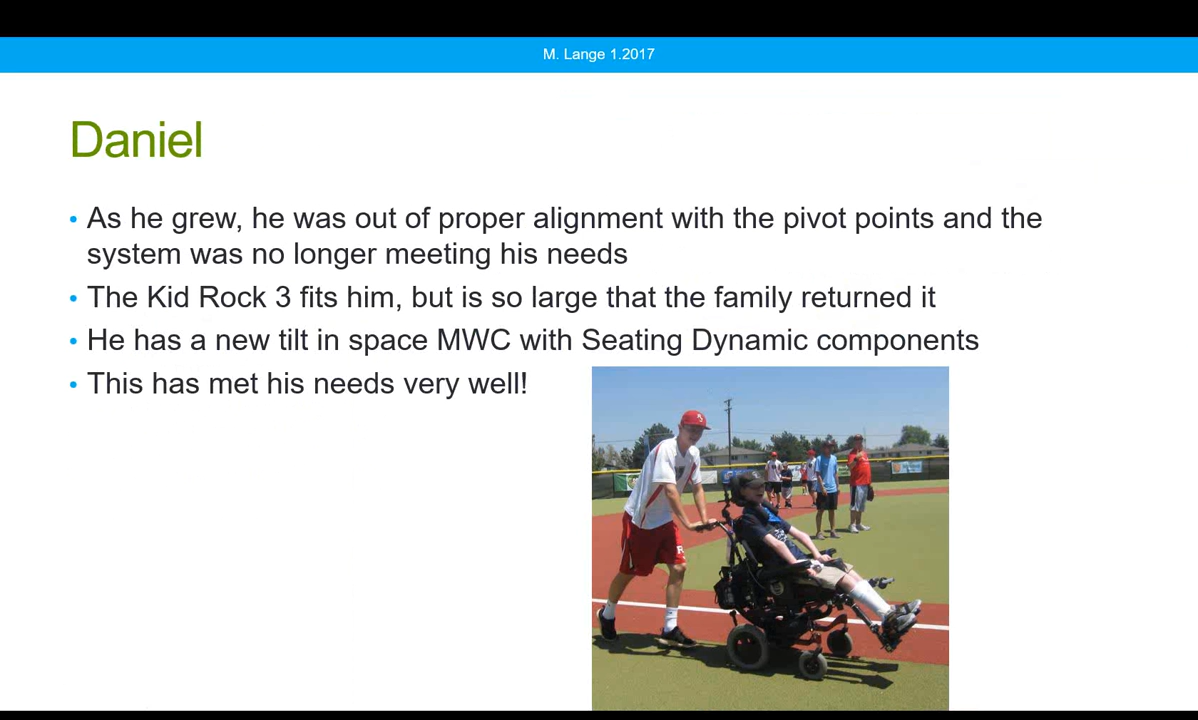 M. Lange 1.2017
Daniel
• As he grew, he was out of proper alignment with the pivot points and the
system was no longer meeting his needs
• The Kid Rock 3 fits him, but is so large that the family returned it
• He has a new tilt in space MWC with Seating Dynamic components
• This has met his needs very well!